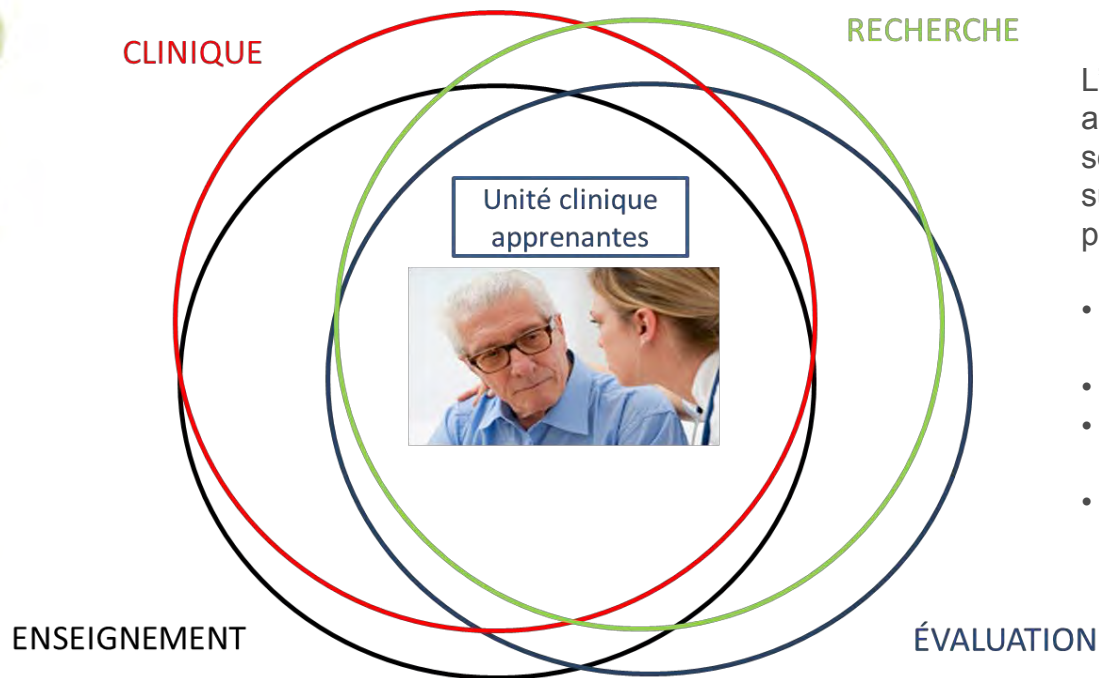 CLINIQUE
RECHERCHE
Unité clinique
apprenantes
ENSEIGNEMENT
ÉVALUATION